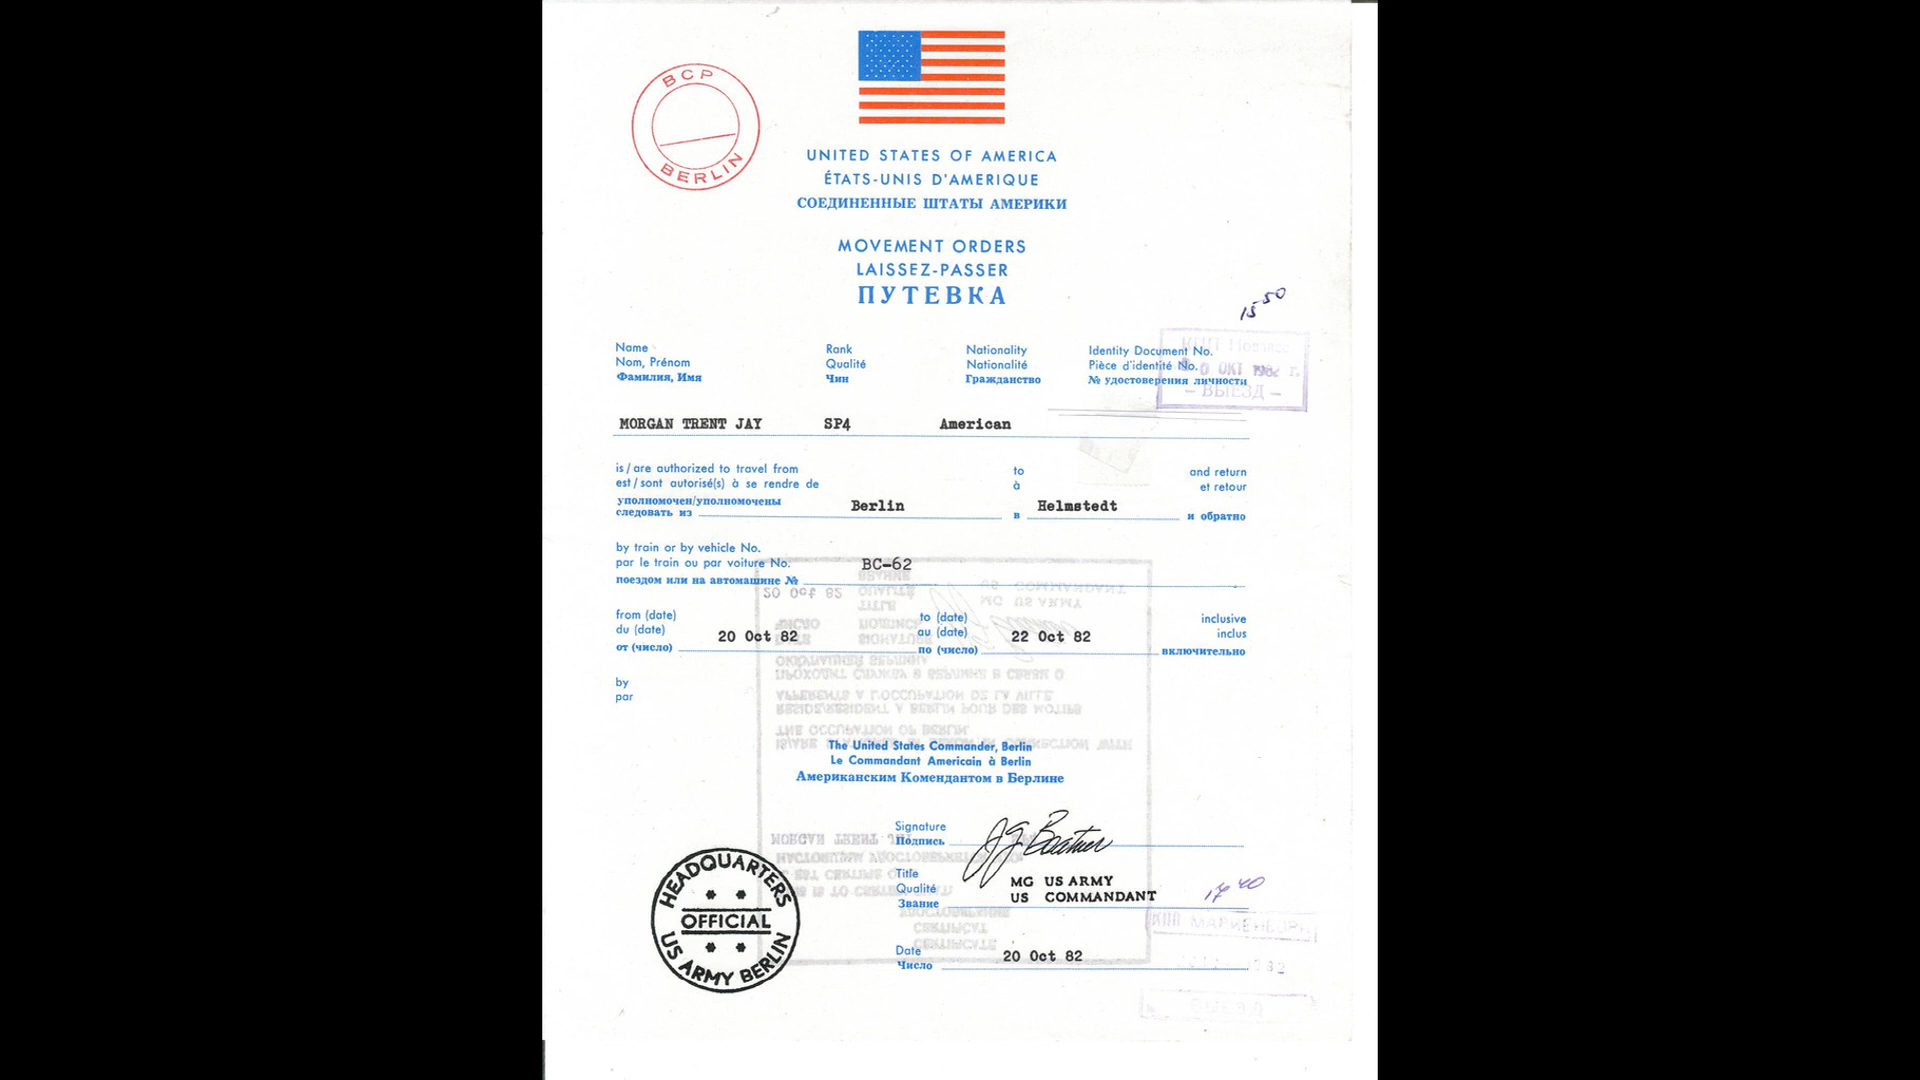 BCP
BERLIN
UNITED STATES OF AMERICA
ÉTATS-UNIS D'AMERIQUE
СОЕДИНЕННЫЕ ШТАТЫ АМЕРИКИ
MOVEMENT ORDERS
LAISSEZ-PASSER
ПУТЕВКА
15 50
Name Rank Nationality Identity Document No.
Nom, Prénom Qualité Nationalité Pièce d'identité No.
Фамилия, Имя Чин Гражданство № удостоверения личности
КПП
0 ОКТ 1982 г.
- ВЫЕЗД -
MORGAN TRENT JAY SP4 American
is/are authorized to travel from to and return
est/sont autorisé(s) à se rendre de à et retour
уполномочен/уполномочены Berlin Helmstedt
следовать из в и обратно
by train or by vehicle No.
par le train ou par voiture No. BC-62
поездом или на автомашине №
from (date) to (date) inclusive
du (date) 20 Oct 82 au (date) 22 Oct 82 inclus
от (число) по (число) включительно
by
par
The United States Commander, Berlin
Le Commandant Americain à Berlin
Американским Комендантом в Берлине
Signature
Подпись JG Boatner
Title
Qualité MG US ARMY
Звание US COMMANDANT
17 40
HEADQUARTERS
OFFICIAL
US ARMY BERLIN
Date
Число 20 Oct 82